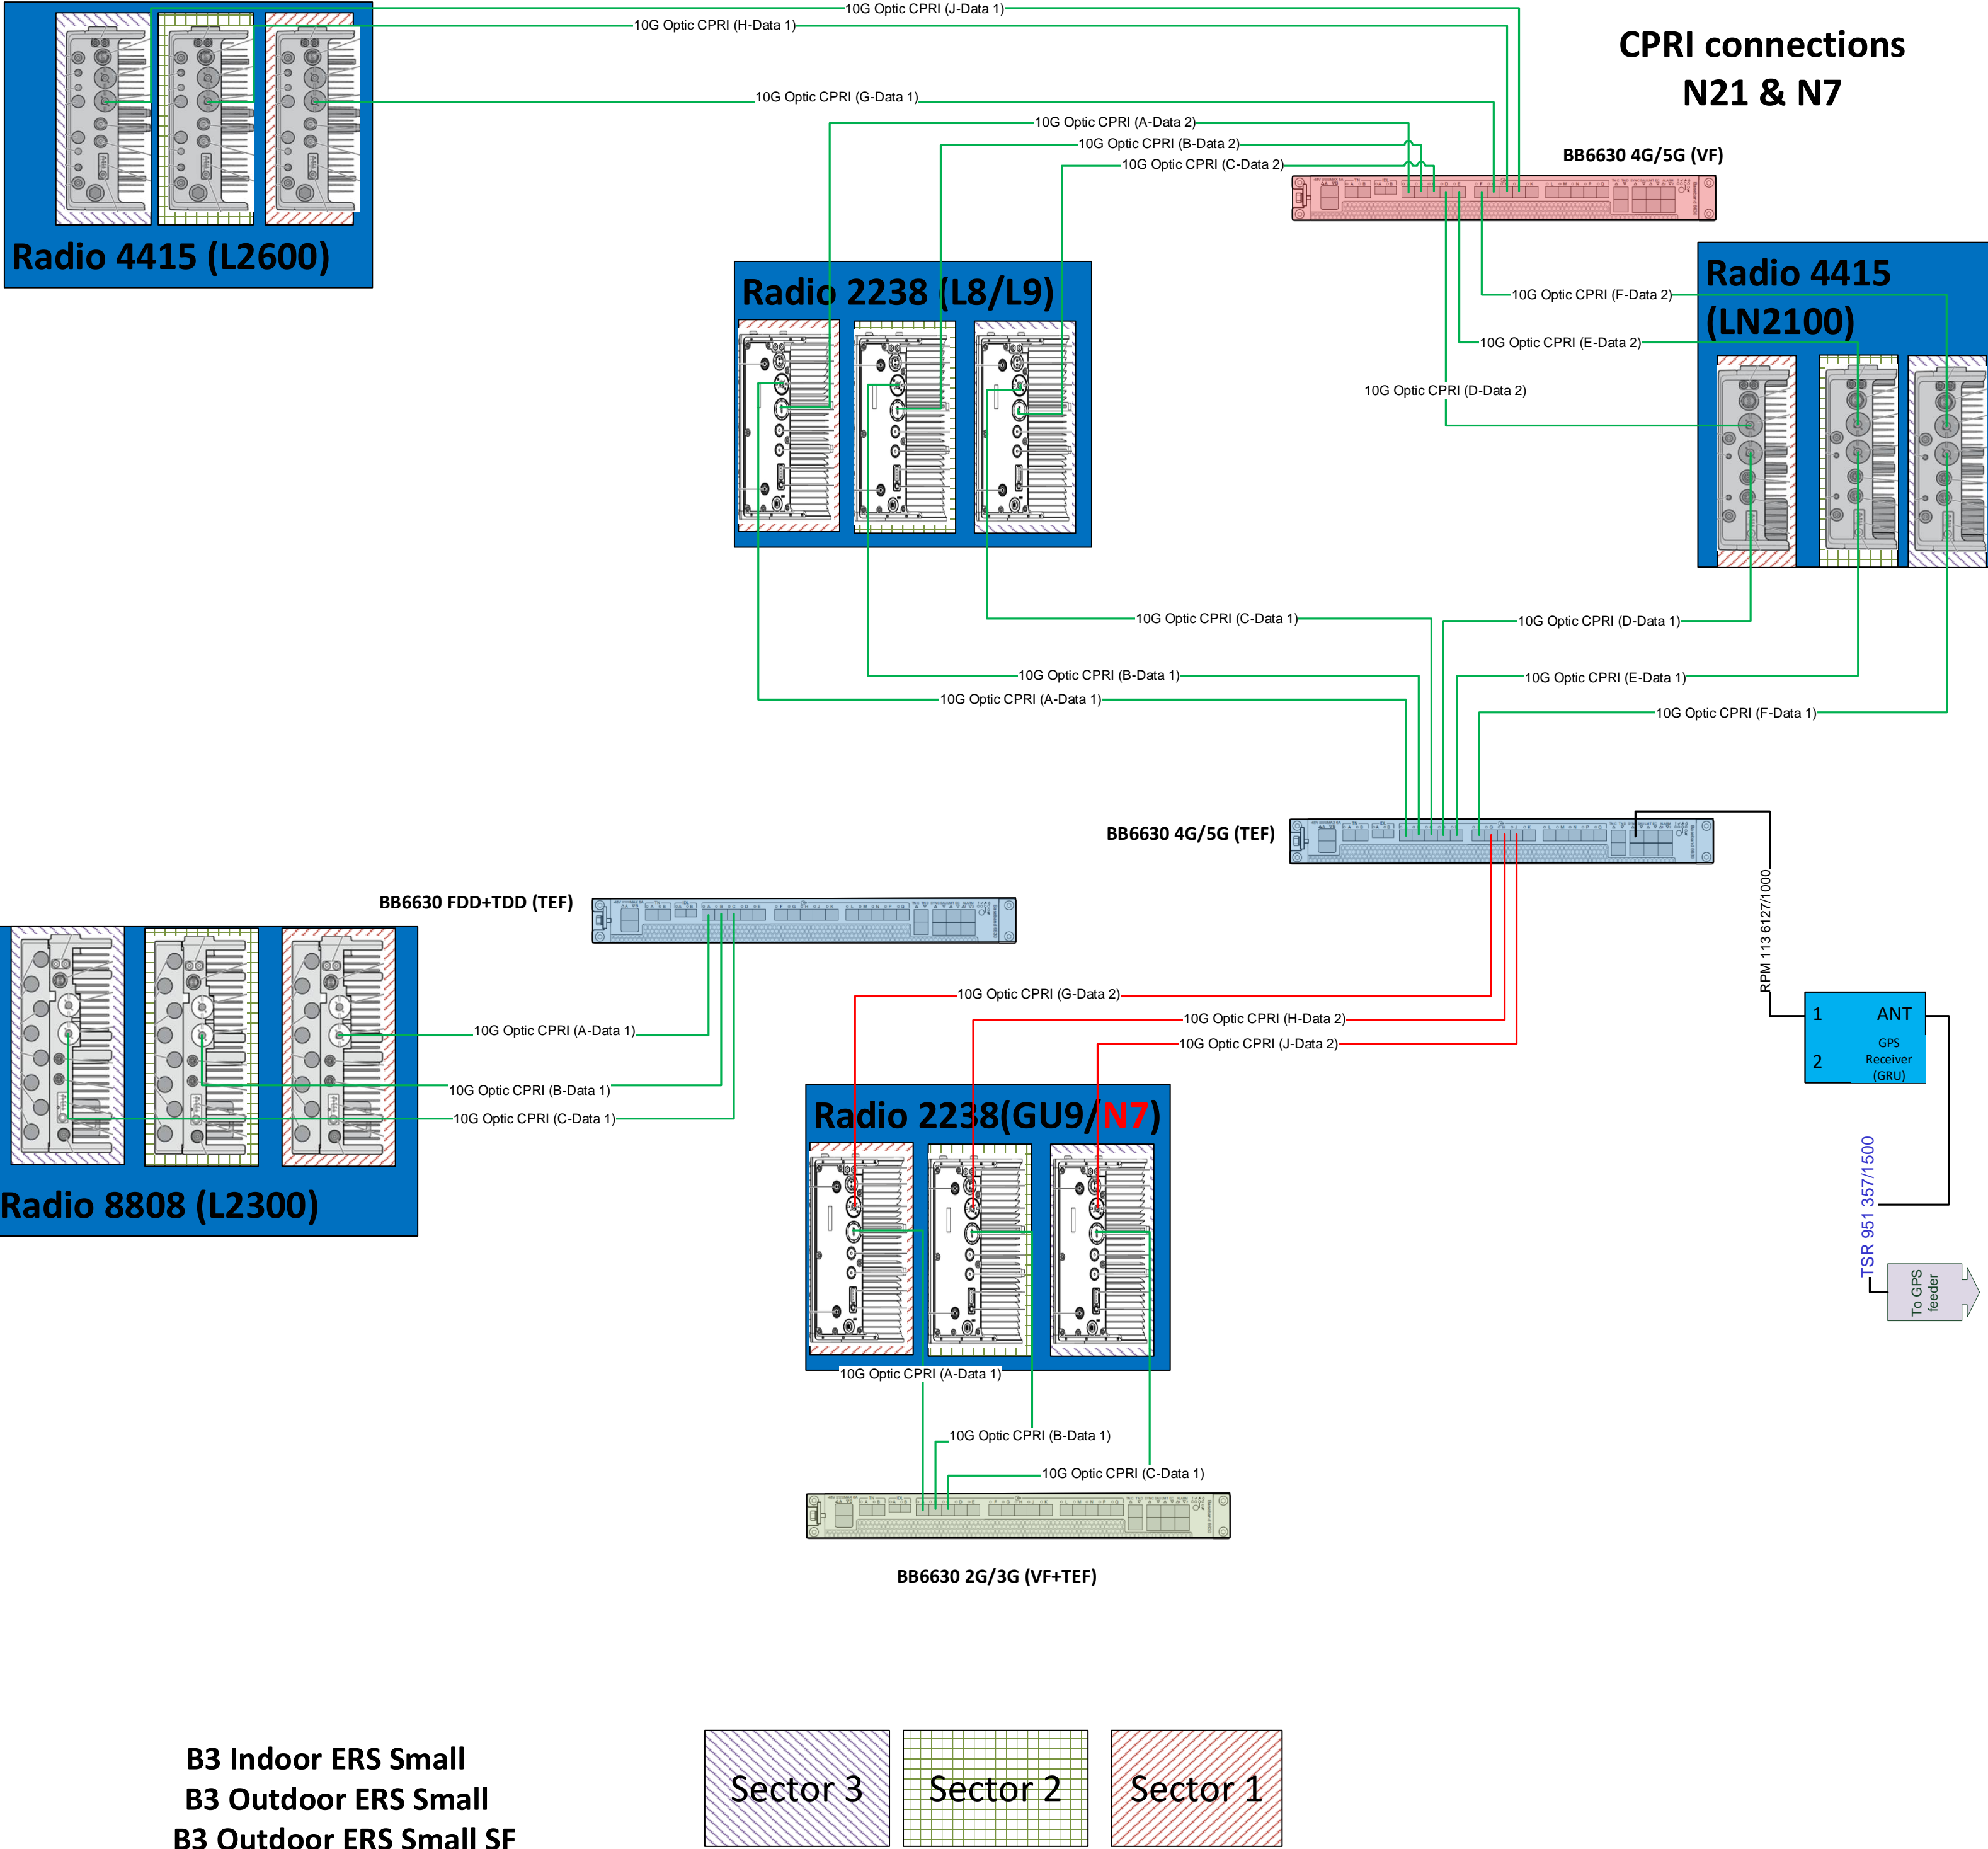 10G Optic CPRI (J-Data 1)
10G Optic CPRI (H-Data 1)
CPRI connections
N21 & N7
10G Optic CPRI (G-Data 1)
10G Optic CPRI (A-Data 2)
10G Optic CPRI (B-Data 2)
10G Optic CPRI (C-Data 2)
BB6630 4G/5G (VF)
Radio 4415 (L2600)
Radio 2238 (L8/L9)
Radio 4415
(LN2100)
10G Optic CPRI (F-Data 2)
10G Optic CPRI (E-Data 2)
10G Optic CPRI (D-Data 2)
10G Optic CPRI (C-Data 1)
10G Optic CPRI (D-Data 1)
10G Optic CPRI (B-Data 1)
10G Optic CPRI (E-Data 1)
10G Optic CPRI (A-Data 1)
10G Optic CPRI (F-Data 1)
BB6630 4G/5G (TEF)
BB6630 FDD+TDD (TEF)
RPM 113 6127/1000
10G Optic CPRI (G-Data 2)
10G Optic CPRI (H-Data 2)
10G Optic CPRI (J-Data 2)
1 ANT
2
GPS
Receiver
(GRU)
10G Optic CPRI (A-Data 1)
10G Optic CPRI (B-Data 1)
10G Optic CPRI (C-Data 1)
Radio 8808 (L2300)
Radio 2238(GU9/N7)
TSR 951 357/1500
To GPS
feeder
10G Optic CPRI (A-Data 1)
10G Optic CPRI (B-Data 1)
10G Optic CPRI (C-Data 1)
BB6630 2G/3G (VF+TEF)
B3 Indoor ERS Small
B3 Outdoor ERS Small
B3 Outdoor ERS Small SF
Sector 3
Sector 2
Sector 1